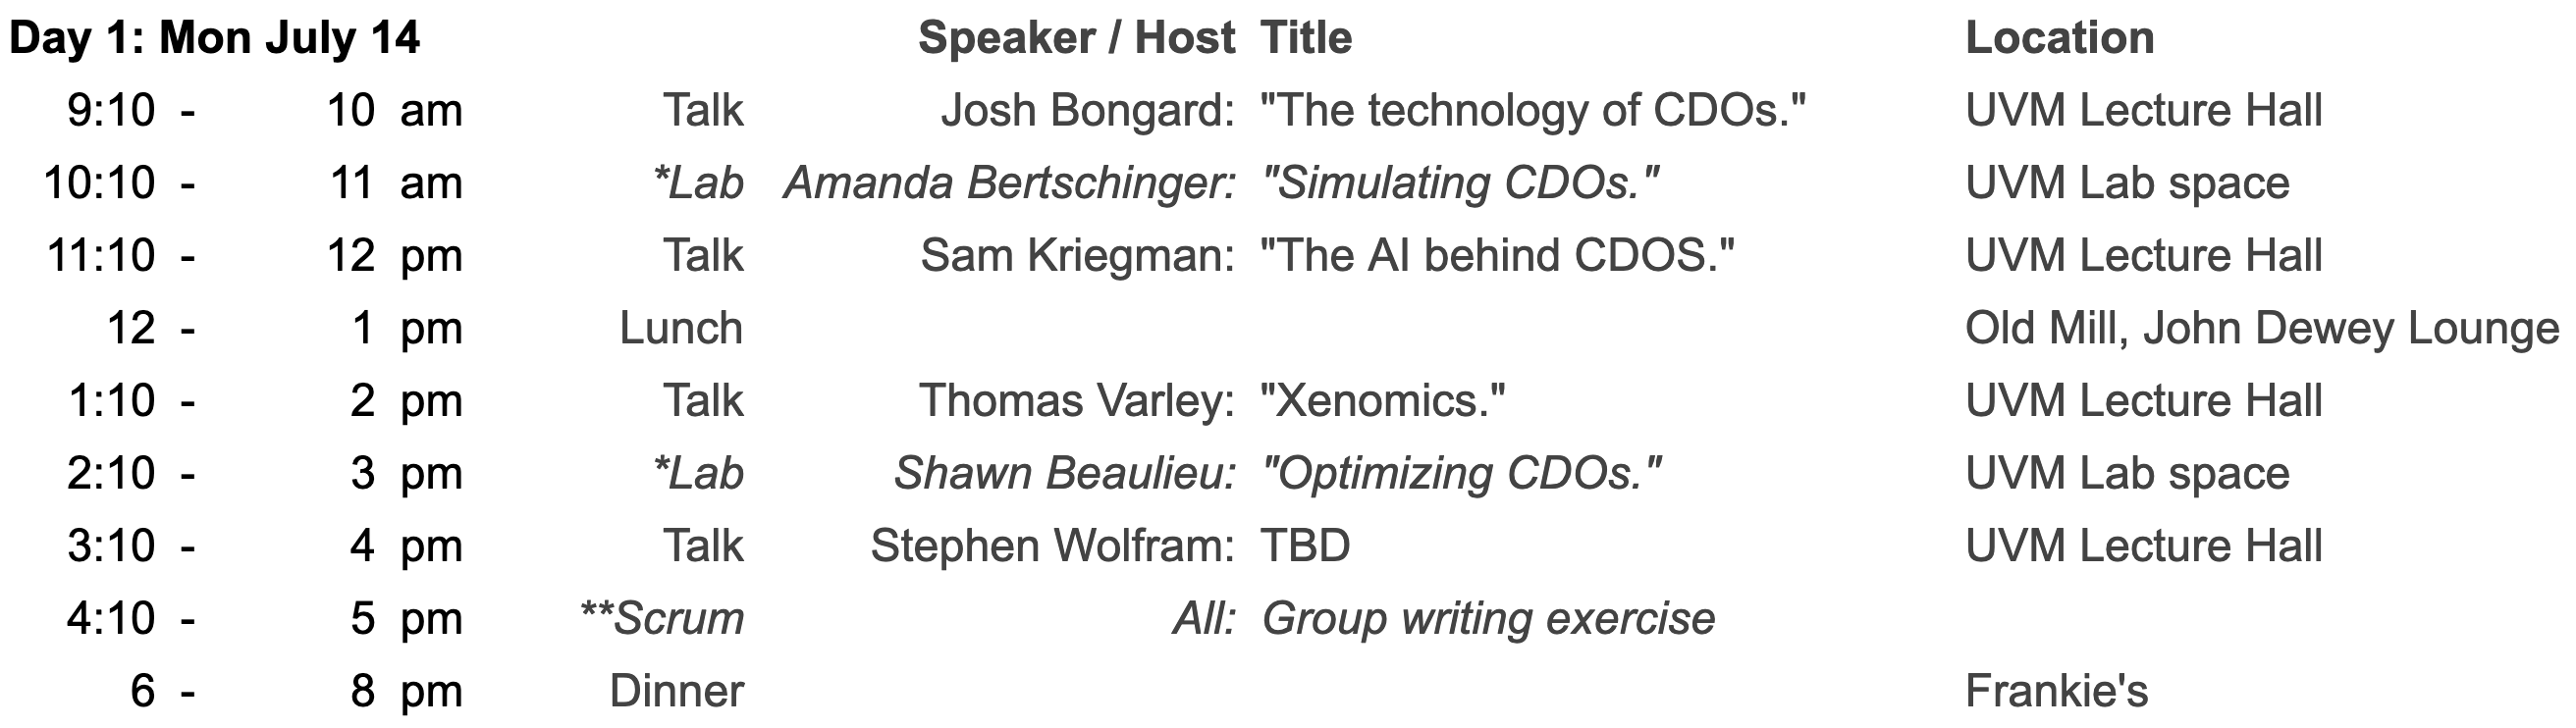 Day 1: Mon July 14 Speaker / Host Title Location
9:10 - 10 am Talk Josh Bongard: "The technology of CDOs." UVM Lecture Hall
10:10 - 11 am *Lab Amanda Bertschinger: "Simulating CDOs." UVM Lab space
11:10 - 12 pm Talk Sam Kriegman: "The AI behind CDOS." UVM Lecture Hall
12 - 1 pm Lunch Old Mill, John Dewey Lounge
1:10 - 2 pm Talk Thomas Varley: "Xenomics." UVM Lecture Hall
2:10 - 3 pm *Lab Shawn Beaulieu: "Optimizing CDOs." UVM Lab space
3:10 - 4 pm Talk Stephen Wolfram: TBD UVM Lecture Hall
4:10 - 5 pm **Scrum All: Group writing exercise
6 - 8 pm Dinner Frankie's